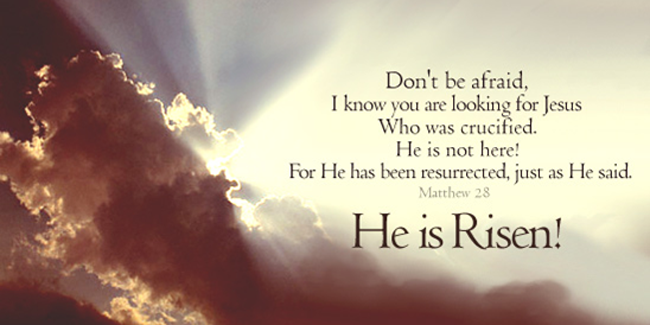 Don't be afraid,
I know you are looking for Jesus
Who was crucified.
He is not here!
For He has been resurrected, just as He said.
Matthew 28
He is Risen!